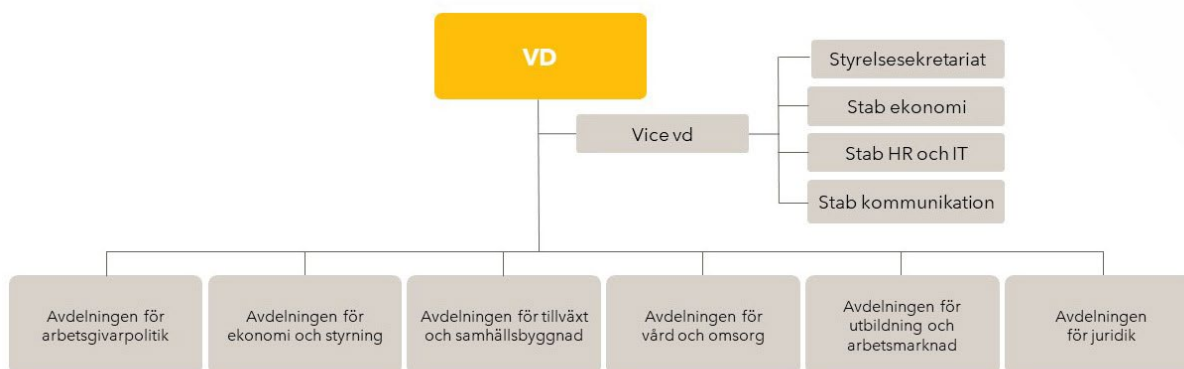 VD
Vice vd
Styrelsesekretariat
Stab ekonomi
Stab HR och IT
Stab kommunikation
Avdelningen för
arbetsgivarpolitik
Avdelningen för
ekonomi och styrning
Avdelningen för tillväxt
och samhällsbyggnad
Avdelningen för
vård och omsorg
Avdelningen för
utbildning och
arbetsmarknad
Avdelningen
för juridik